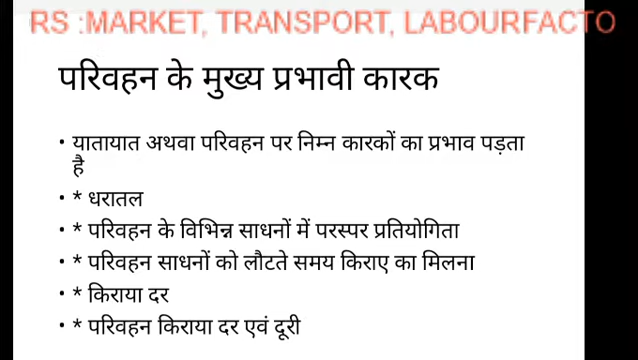 RS :MARKET, TRANSPORT, LABOURFACTO
परिवहन के मुख्य प्रभावी कारक
• यातायात अथवा परिवहन पर निम्न कारकों का प्रभाव पड़ता
है
• * धरातल
• * परिवहन के विभिन्न साधनों में परस्पर प्रतियोगिता
• * परिवहन साधनों को लौटते समय किराए का मिलना
• * किराया दर
• * परिवहन किराया दर एवं दूरी